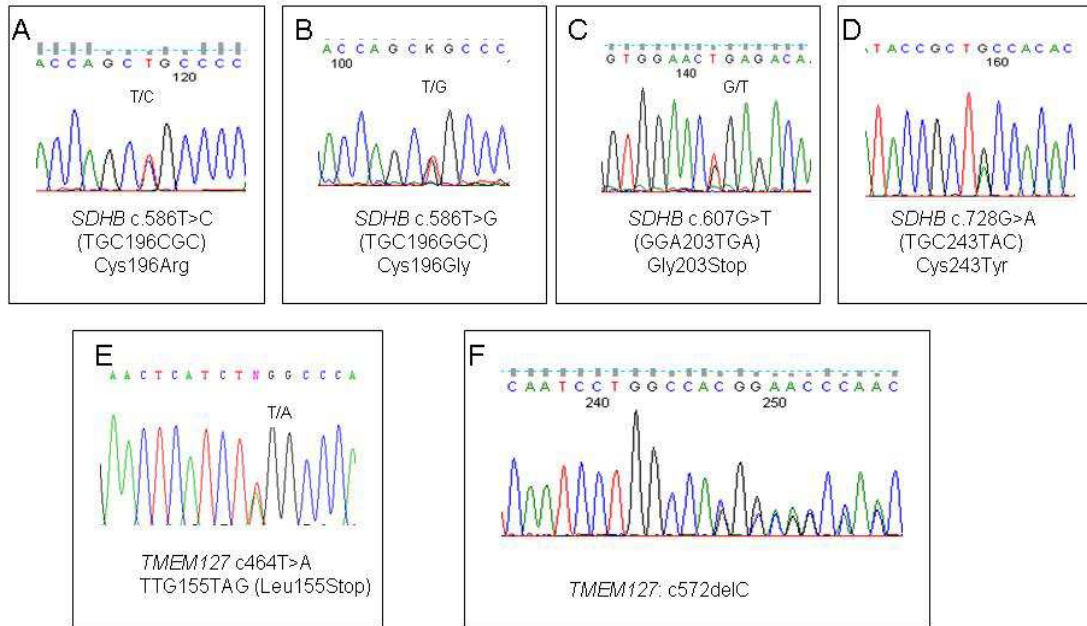 A
ACCAGCTGCCCC
120
T/C
SDHB c.586T>C
(TGC196CGC)
Cys196Arg
B
ACCAGCKGCCC
100
T/G
SDHB c.586T>G
(TGC196GGC)
Cys196Gly
C
GTGGAACTGAGACA
140
G/T
SDHB c.607G>T
(GGA203TGA)
Gly203Stop
D
TACCGCTGCCACAC
160
SDHB c.728G>A
(TGC243TAC)
Cys243Tyr
E
AACTCATCTNGGCCCA
T/A
TMEM127 c464T>A
TTG155TAG (Leu155Stop)
F
CAATCCTGGCCACGGAACCCAAC
240 250
TMEM127: c572delC